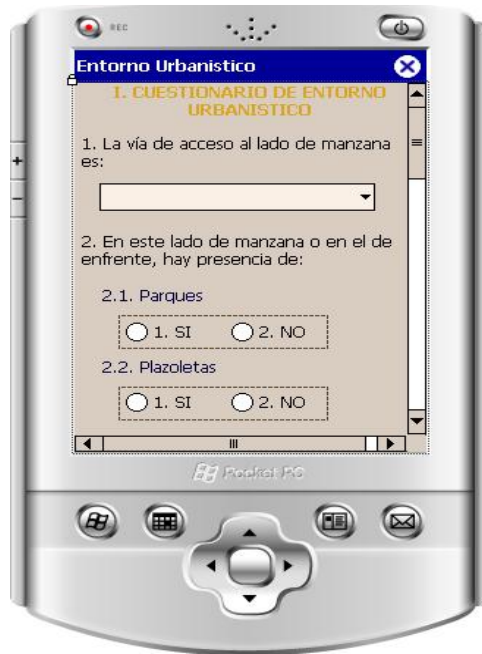 REC
Entorno Urbanistico
I. CUESTIONARIO DE ENTORNO
URBANISTICO
1. La vía de acceso al lado de manzana
es:
2. En este lado de manzana o en el de
enfrente, hay presencia de:
2.1. Parques
1. SI 2. NO
2.2. Plazoletas
1. SI 2. NO
Pocket PC